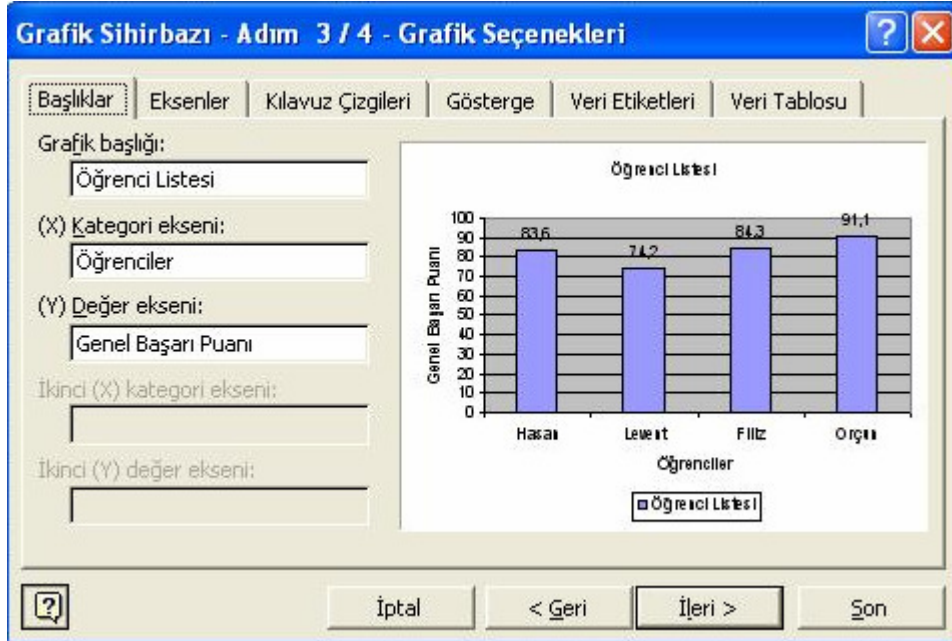 Grafik Sihirbazı - Adım 3 / 4 - Grafik Seçenekleri
Başlıklar Eksenler Kılavuz Çizgileri Gösterge Veri Etiketleri Veri Tablosu
Grafik başlığı:
Öğrenci Listesi
(X) Kategori ekseni:
Öğrenciler
(Y) Değer ekseni:
Genel Başarı Puanı
İkinci (X) kategori ekseni:
İkinci (Y) değer ekseni:
Öğrenci Listesi
Genel Başarı Puanı
100
90
80
70
60
50
40
30
20
10
0
83,6 74,2 84,3 91,1
Hasan Levent Filiz Orçun
Öğrenciler
Öğrenci Listesi
İptal < Geri İleri > Son